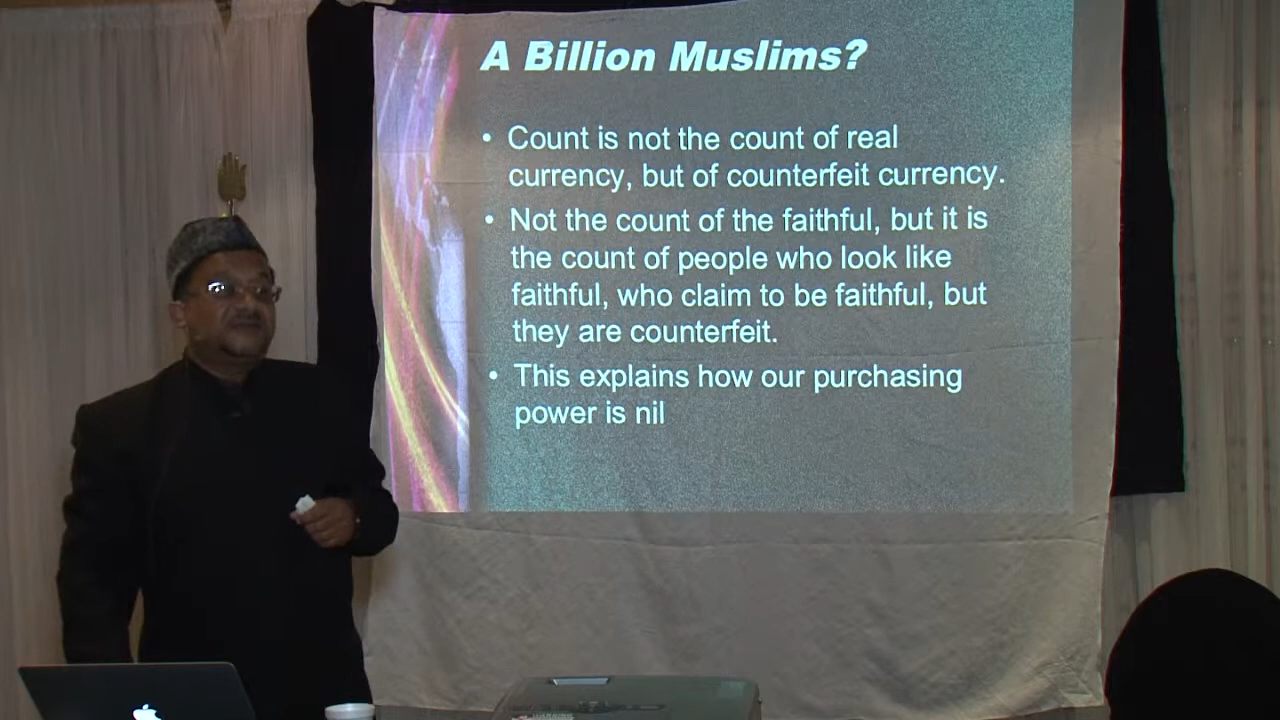 A Billion Muslims?
• Count is not the count of real
currency, but of counterfeit currency.
• Not the count of the faithful, but it is
the count of people who look like
faithful, who claim to be faithful, but
they are counterfeit.
• This explains how our purchasing
power is nil